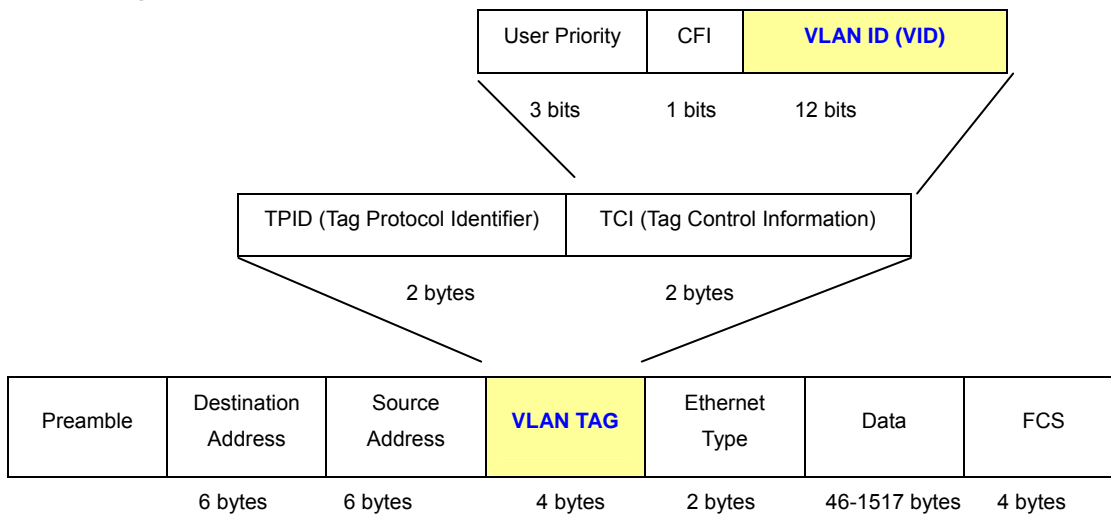 User Priority CFI VLAN ID (VID)
3 bits 1 bits 12 bits
TPID (Tag Protocol Identifier) TCI (Tag Control Information)
2 bytes 2 bytes
Preamble Destination Address Source Address VLAN TAG Ethernet Type Data FCS
6 bytes 6 bytes 4 bytes 2 bytes 46-1517 bytes 4 bytes